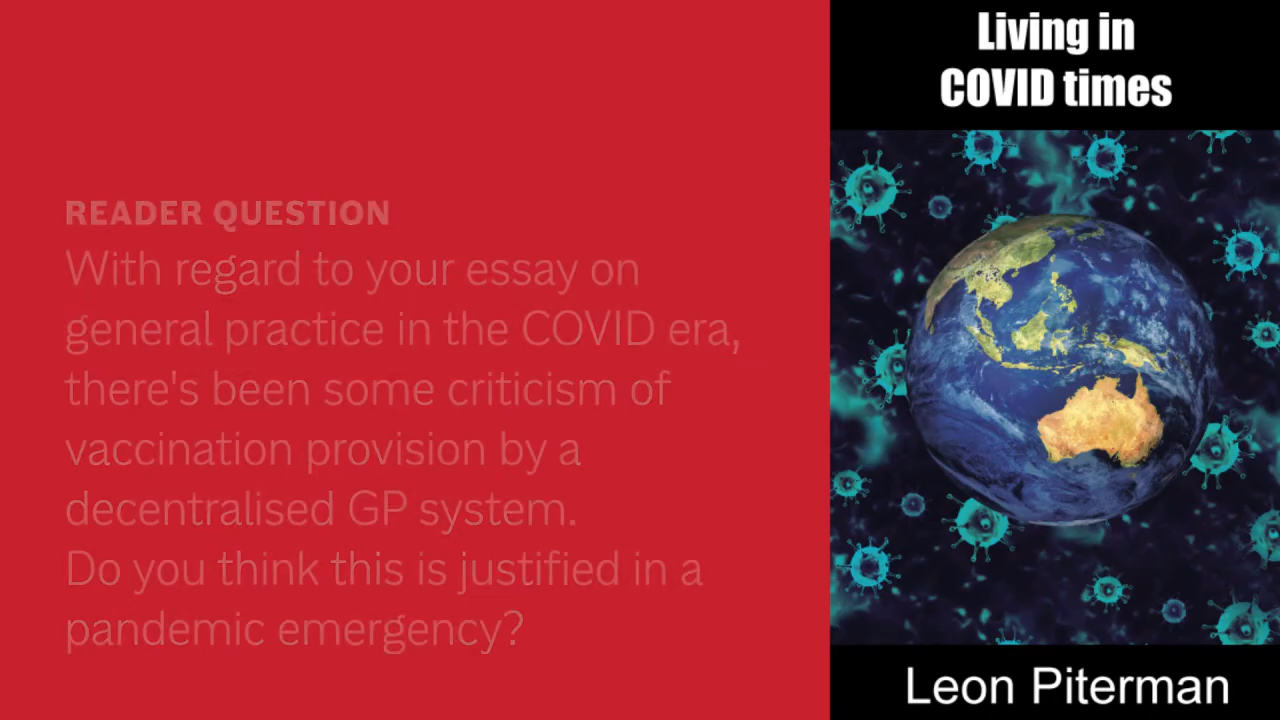 READER QUESTION
With regard to your essay on
general practice in the COVID era,
there's been some criticism of
vaccination provision by a
decentralised GP system.
Do you think this is justified in a
pandemic emergency?
Living in
COVID times
Leon Piterman